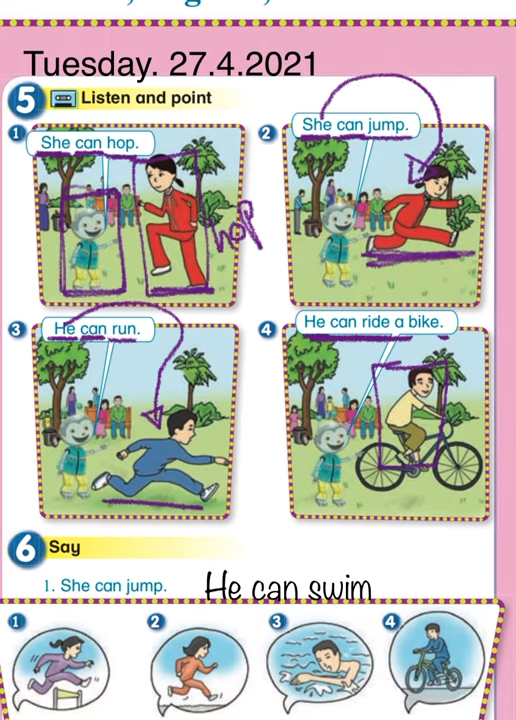 Tuesday. 27.4.2021
5 Listen and point
1 She can hop.
2 She can jump.
hop
3 He can run.
4 He can ride a bike.
6 Say
1. She can jump. He can swim
1 2 3 4